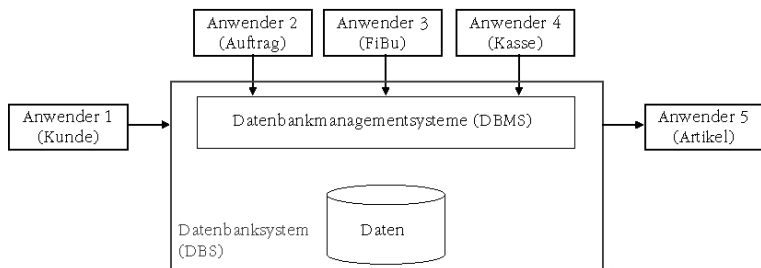 Anwender 2
(Auftrag)
Anwender 3
(FiBu)
Anwender 4
(Kasse)
Anwender 1
(Kunde)
Datenbankmanagementsysteme (DBMS)
Anwender 5
(Artikel)
Datenbanksystem
(DBS)
Daten